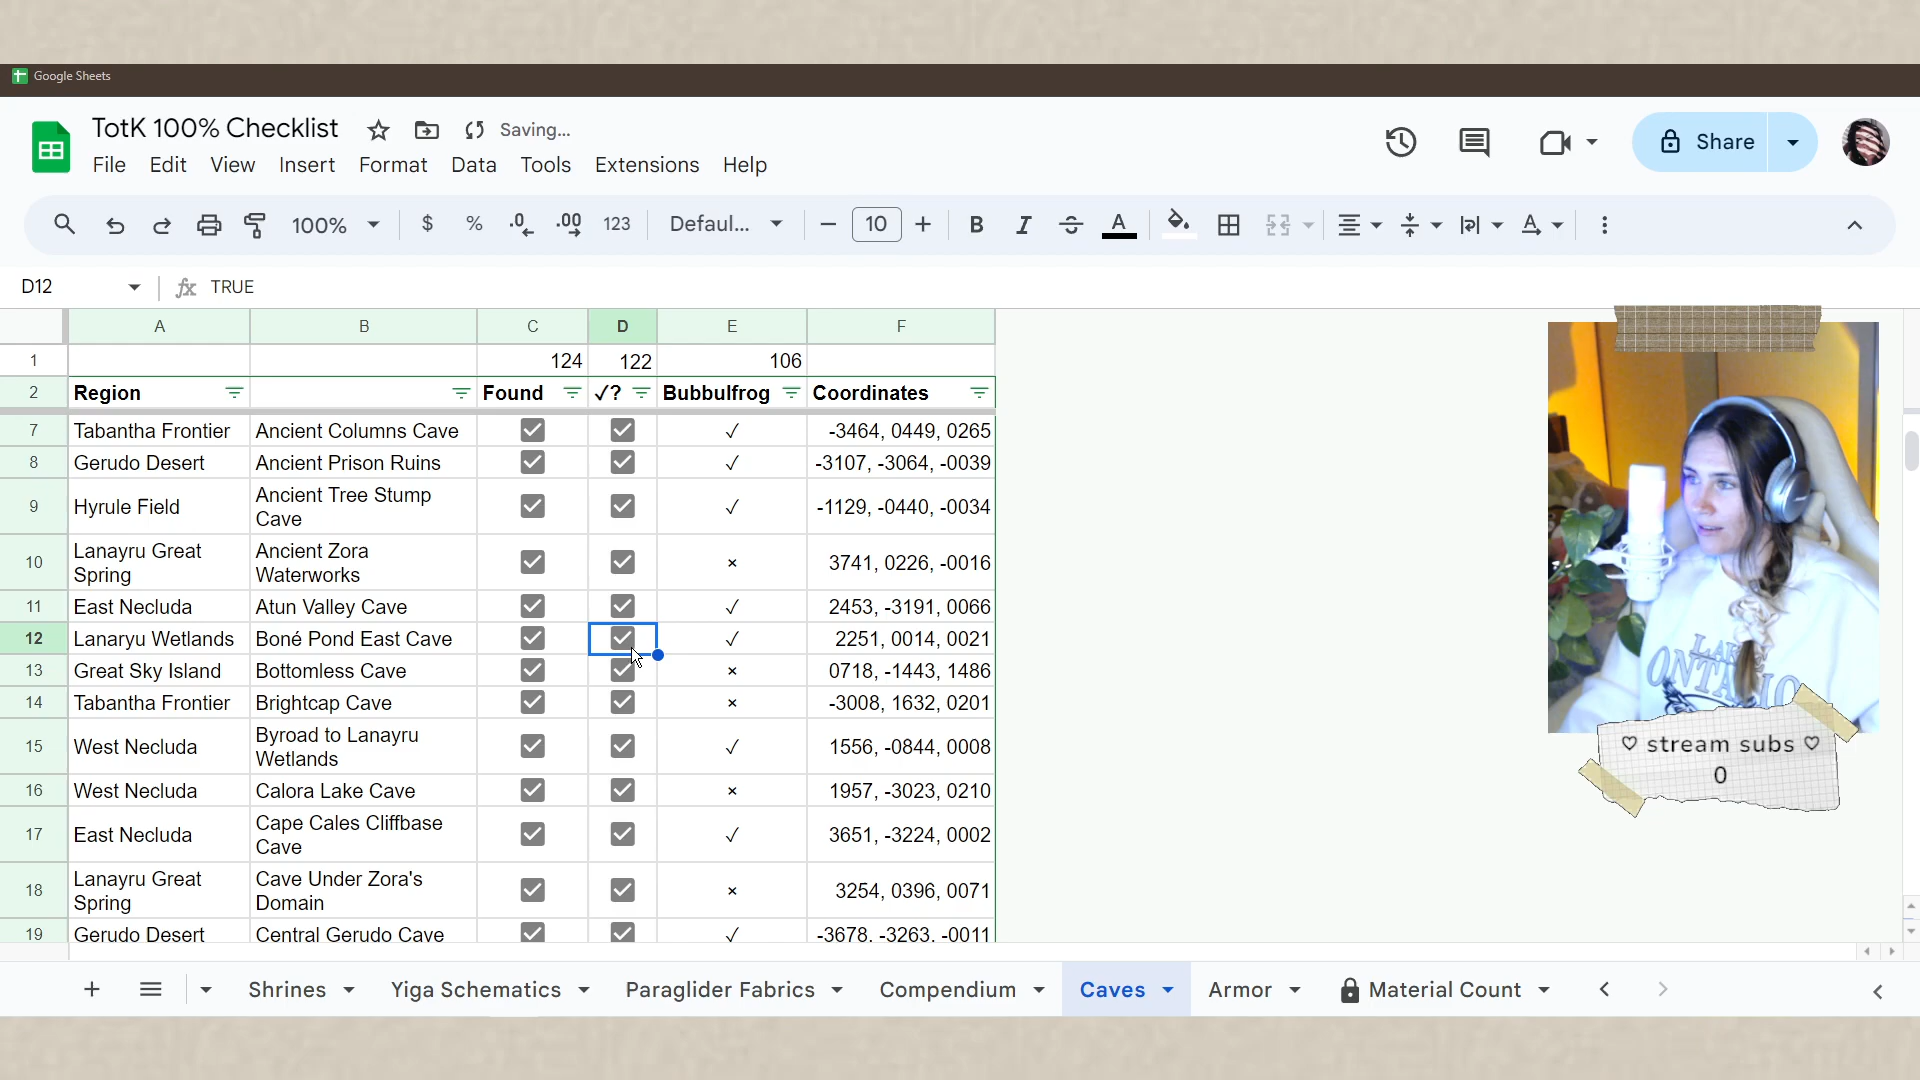 Google Sheets
TotK 100% Checklist Saving...
File Edit View Insert Format Data Tools Extensions Help
Share
100% $ % .0 .00 123 Defaul... 10 B I S A A
D12 fx TRUE
A B C D E F
1 124 122 106
2 Region Found ✓? Bubbulfrog Coordinates
7 Tabantha Frontier Ancient Columns Cave ✓ -3464, 0449, 0265
8 Gerudo Desert Ancient Prison Ruins ✓ -3107, -3064, -0039
9 Hyrule Field Ancient Tree Stump
Cave ✓ -1129, -0440, -0034
10 Lanayru Great
Spring Ancient Zora
Waterworks × 3741, 0226, -0016
11 East Necluda Atun Valley Cave ✓ 2453, -3191, 0066
12 Lanaryu Wetlands Boné Pond East Cave ✓ 2251, 0014, 0021
13 Great Sky Island Bottomless Cave × 0718, -1443, 1486
14 Tabantha Frontier Brightcap Cave × -3008, 1632, 0201
15 West Necluda Byroad to Lanayru
Wetlands ✓ 1556, -0844, 0008
16 West Necluda Calora Lake Cave × 1957, -3023, 0210
17 East Necluda Cape Cales Cliffbase
Cave ✓ 3651, -3224, 0002
18 Lanayru Great
Spring Cave Under Zora's
Domain × 3254, 0396, 0071
19 Gerudo Desert Central Gerudo Cave ✓ -3678, -3263, -0011
Shrines Yiga Schematics Paraglider Fabrics Compendium Caves Armor Material Count
ONTARIO
♡ stream subs ♡
0